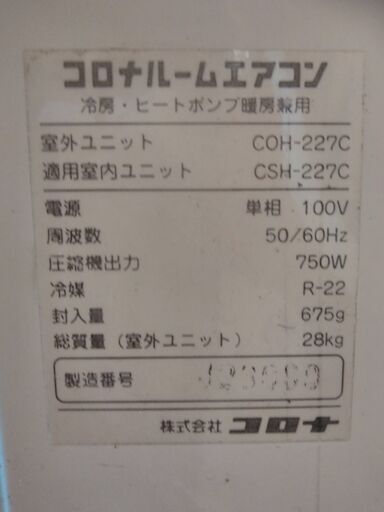 コロナルームエアコン
冷房・ヒートポンプ暖房兼用
室外ユニット COH-227C
適用室内ユニット CSH-227C
電源 単相 100V
周波数 50/60Hz
圧縮機出力 750W
冷媒 R-22
封入量 675g
総質量（室外ユニット） 28kg
製造番号
株式会社 コロナ